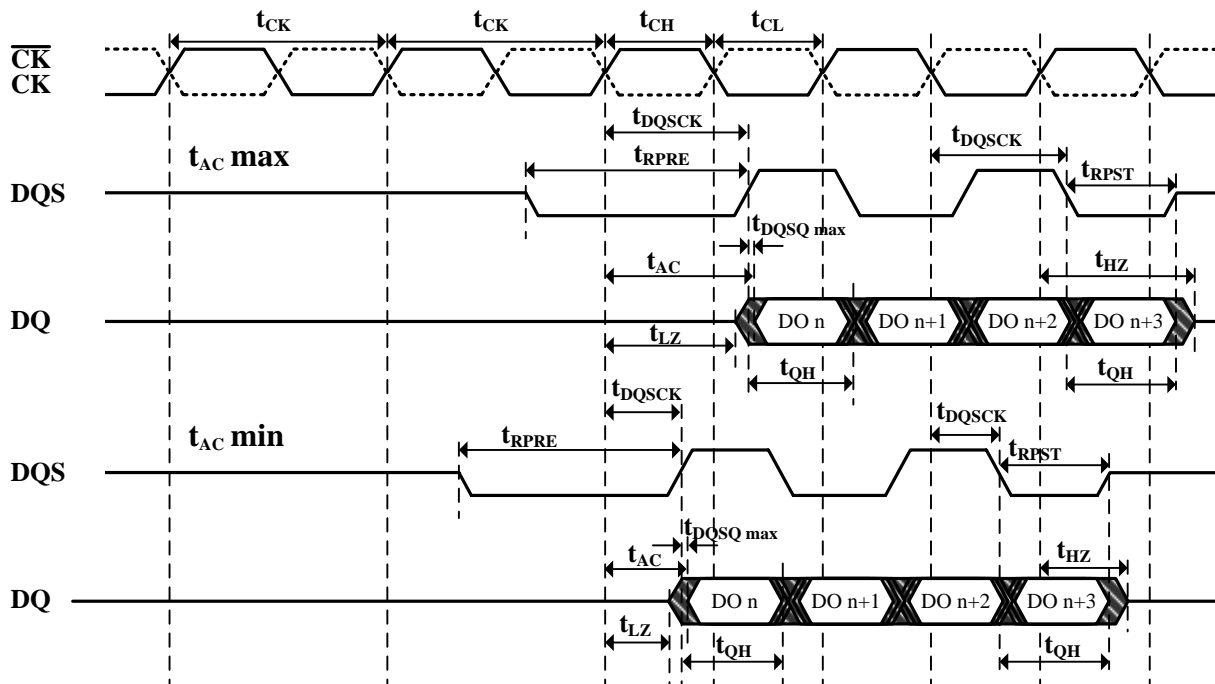 tCK tCK tCH tCL
CK
CK
tDQSCK
tDQSCK
tAC max
tRPRE
tRPST
DQS
tDQSQ max
tAC
tHZ
DQ
DO n DO n+1 DO n+2 DO n+3
tLZ
tQH
tQH
tDQSCK
tDQSCK
tAC min
tRPRE
tRPST
DQS
tDQSQ max
tAC
tHZ
DQ
DO n DO n+1 DO n+2 DO n+3
tLZ
tQH
tQH